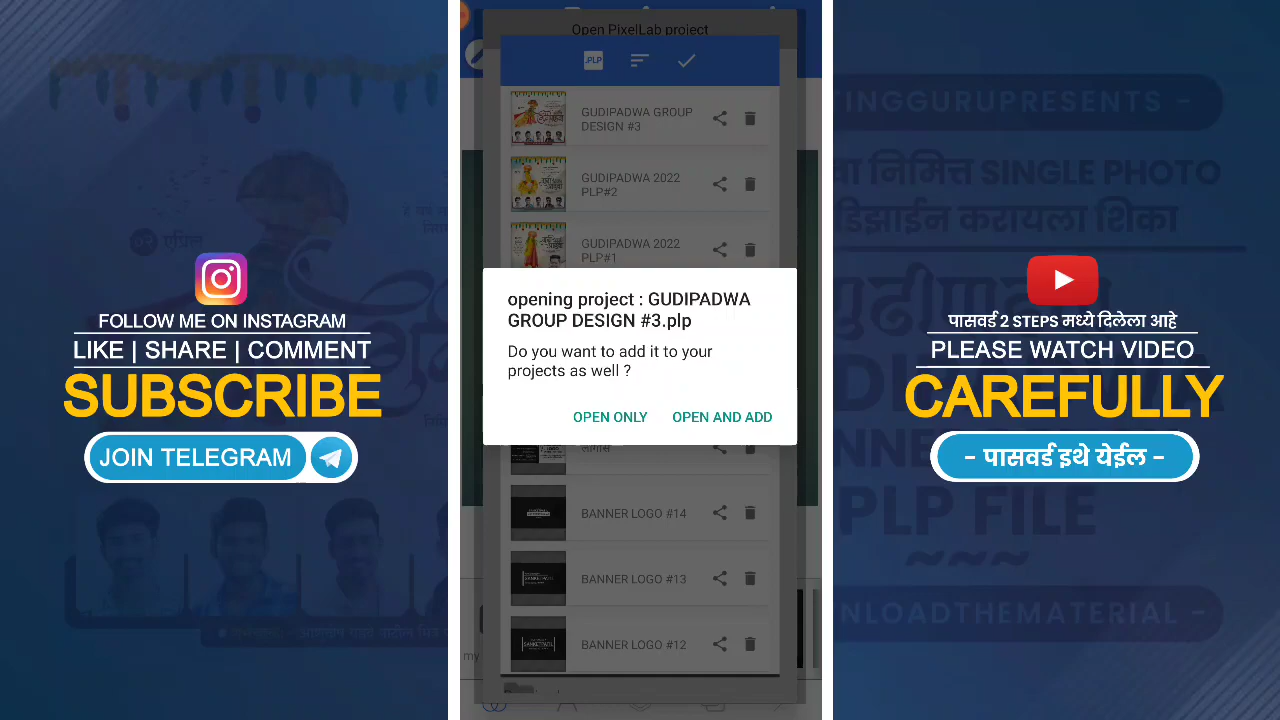 FOLLOW ME ON INSTAGRAM
LIKE | SHARE | COMMENT
SUBSCRIBE
JOIN TELEGRAM
Open PixelLab project
.PLP
GUDIPADWA GROUP
DESIGN #3
GUDIPADWA 2022
PLP#2
GUDIPADWA 2022
PLP#1
opening project : GUDIPADWA
GROUP DESIGN #3.plp
Do you want to add it to your
projects as well ?
OPEN ONLY
OPEN AND ADD
BANNER LOGO #14
BANNER LOGO #13
BANNER LOGO #12
my
INGGURUPRESENTS -
वा निमित्त SINGLE PHOTO
डिझाईन करायला शिका
पासवर्ड 2 STEPS मध्ये दिलेला आहे
PLEASE WATCH VIDEO
CAREFULLY
- पासवर्ड इथे येईल -
PLP FILE
NLOADTHEMATERIAL -